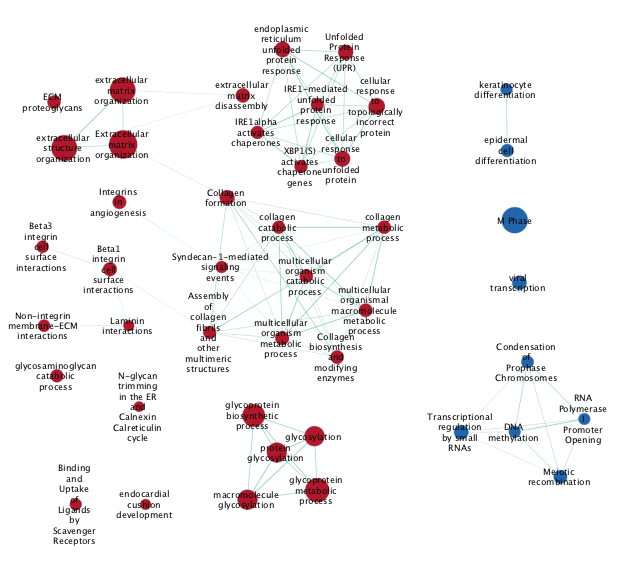 endoplasmic
reticulum
unfolded
protein
response
Unfolded
Protein
Response
(UPR)
ECM
proteoglycans
extracellular
matrix
organization
extracellular
matrix
disassembly
IRE1-mediated
unfolded
protein
response
cellular
response
to
topologically
incorrect
protein
keratinocyte
differentiation
IRE1alpha
activates
chaperones
extracellular
structure
organization
Extracellular
matrix
organization
XBP1(S)
activates
chaperone
genes
cellular
response
to
unfolded
protein
epidermal
cell
differentiation
Integrins
in
angiogenesis
Collagen
formation
collagen
catabolic
process
collagen
metabolic
process
M Phase
Beta3
integrin
cell
surface
interactions
Beta1
integrin
cell
surface
interactions
Syndecan-1-mediated
signaling
events
multicellular
organism
catabolic
process
viral
transcription
Assembly
of
collagen
fibrils
and
other
multimeric
structures
multicellular
organismal
macromolecule
metabolic
process
Non-integrin
membrane-ECM
interactions
Laminin
interactions
multicellular
organism
metabolic
process
Collagen
biosynthesis
and
modifying
enzymes
Condensation
of
Prophase
Chromosomes
glycosaminoglycan
catabolic
process
N-glycan
trimming
in the ER
and
Calnexin
Calreticulin
cycle
glycoprotein
biosynthetic
process
glycosylation
protein
glycosylation
Transcriptional
regulation
by small
RNAs
DNA
methylation
RNA
Polymerase
I
Promoter
Opening
Binding
and
Uptake
of
Ligands
by
Scavenger
Receptors
endocardial
cushion
development
macromolecule
glycosylation
glycoprotein
metabolic
process
Meiotic
recombination